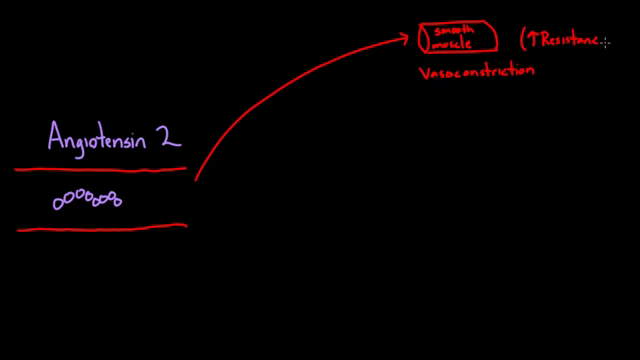 smooth
muscle
(↑Resistanc
Vasoconstriction
Angiotensin 2